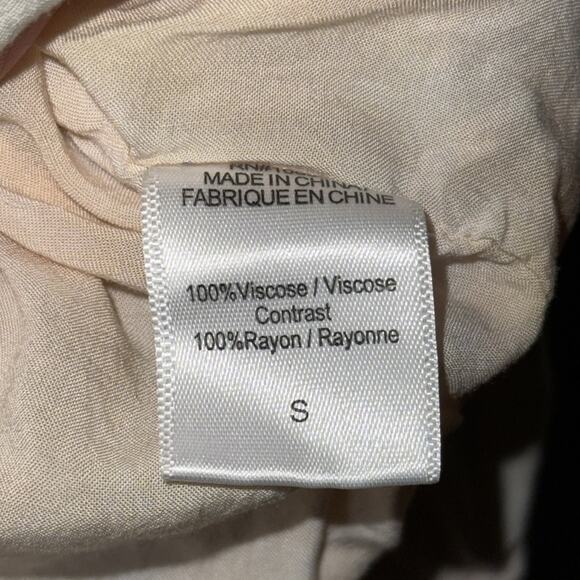 MADE IN CHINA
FABRIQUE EN CHINE
100%Viscose / Viscose
Contrast
100%Rayon / Rayonne
S